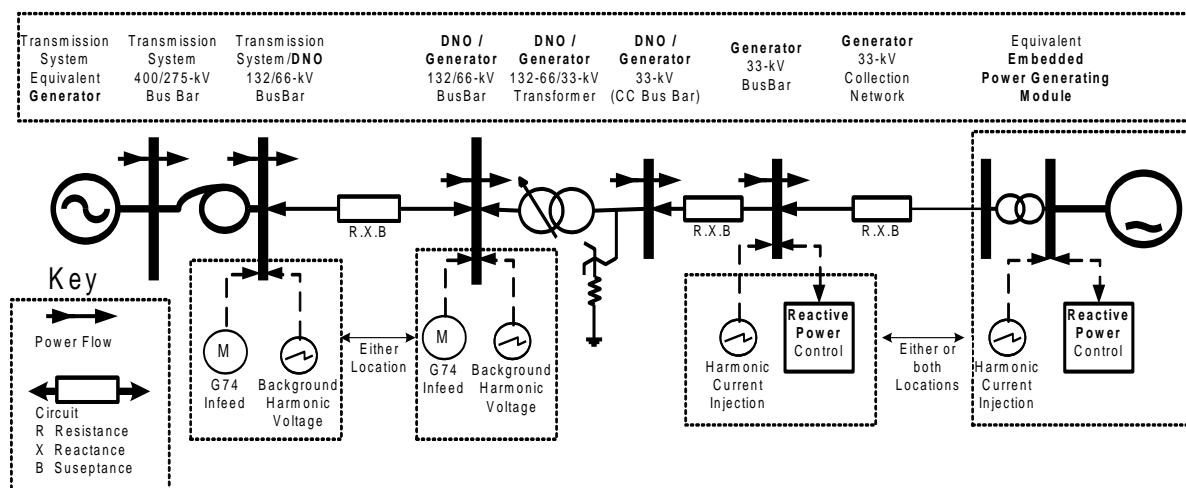 Transmission
System
Equivalent
Generator
Transmission
System
400/275-kV
Bus Bar
Transmission
System/DNO
132/66-kV
BusBar
DNO /
Generator
132/66-kV
BusBar
DNO /
Generator
132-66/33-kV
Transformer
DNO /
Generator
33-kV
(CC Bus Bar)
Generator
33-kV
BusBar
Generator
33-kV
Collection
Network
Equivalent
Embedded
Power Generating
Module
R.X.B
R.X.B
R.X.B
Key
Power Flow
Circuit
R Resistance
X Reactance
B Suseptance
M
G74
Infeed
Background
Harmonic
Voltage
Either
Location
M
G74
Infeed
Background
Harmonic
Voltage
Harmonic
Current
Injection
Reactive
Power
Control
Either or
both
Locations
Harmonic
Current
Injection
Reactive
Power
Control